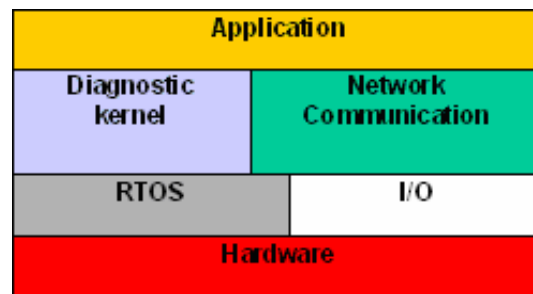 Application
Diagnostic
kernel
Network
Communication
RTOS
I/O
Hardware